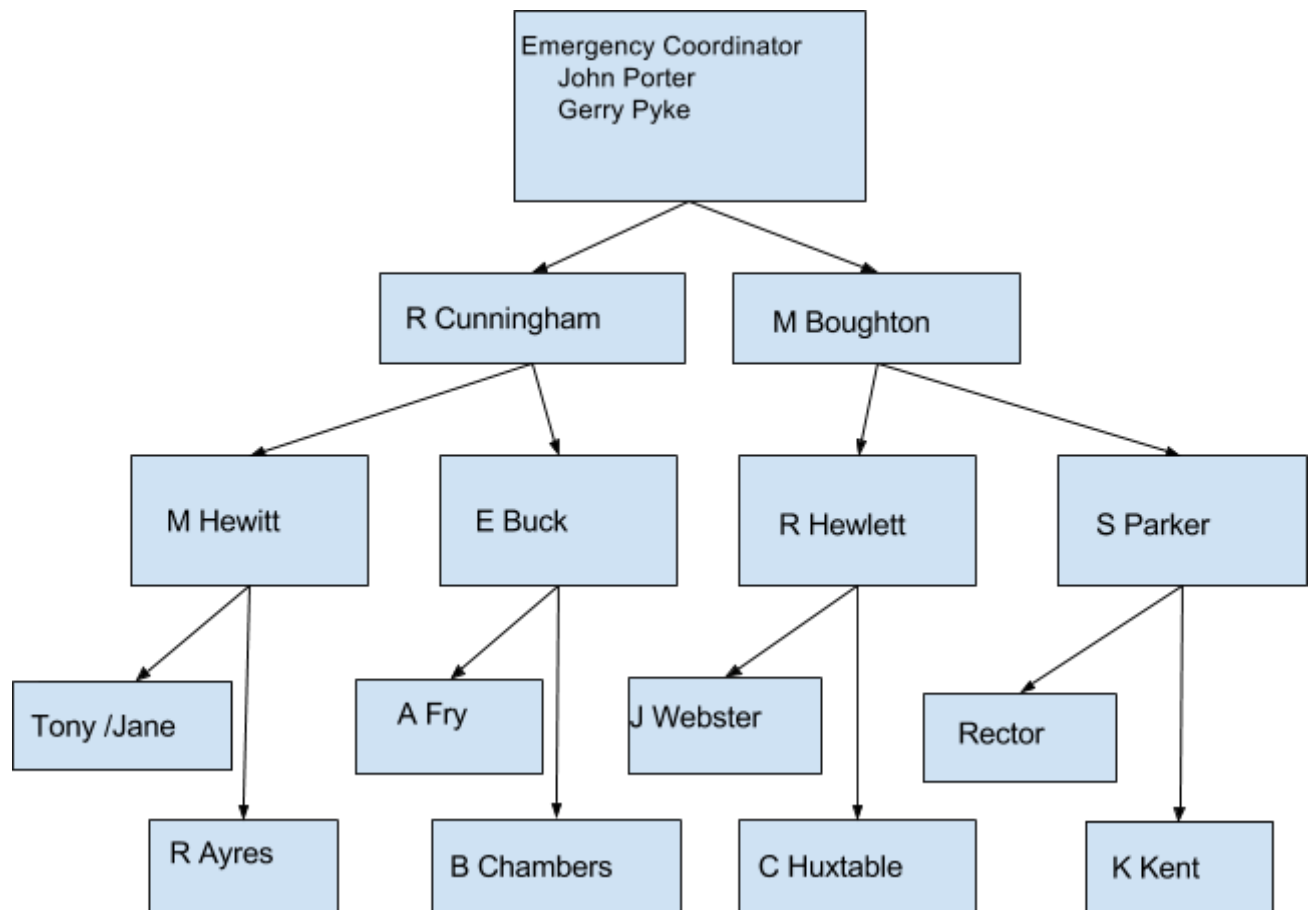 Emergency Coordinator
John Porter
Gerry Pyke
R Cunningham
M Boughton
M Hewitt
E Buck
R Hewlett
S Parker
Tony /Jane
A Fry
J Webster
Rector
R Ayres
B Chambers
C Huxtable
K Kent